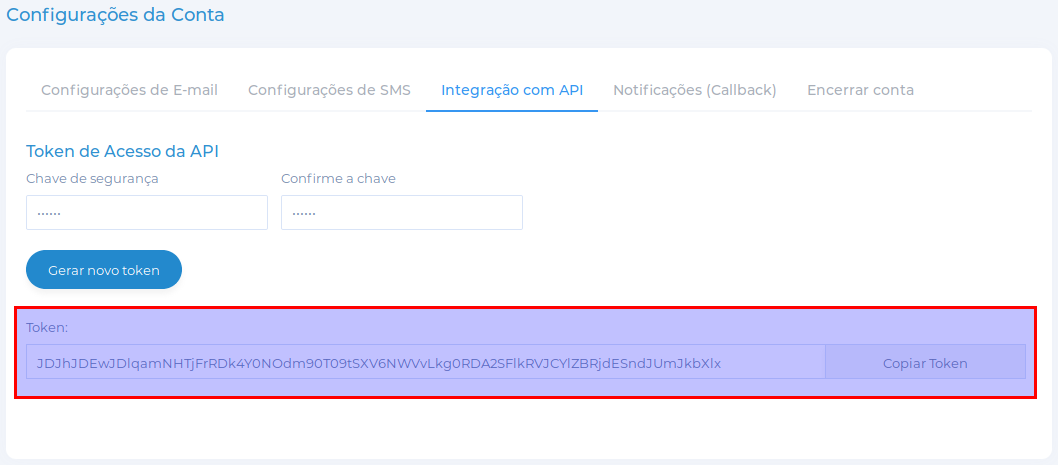 Configurações da Conta
Configurações de E-mail Configurações de SMS Integração com API Notificações (Callback) Encerrar conta
Token de Acesso da API
Chave de segurança Confirme a chave
...... ......
Gerar novo token
Token:
JDJhJDEwJDlqamNHTjFrRDk4Y0NOdm90T09tSXV6NWVvLkg0RDA2SFlkRVJCYlZBRjdESndJUmJkbXlx Copiar Token